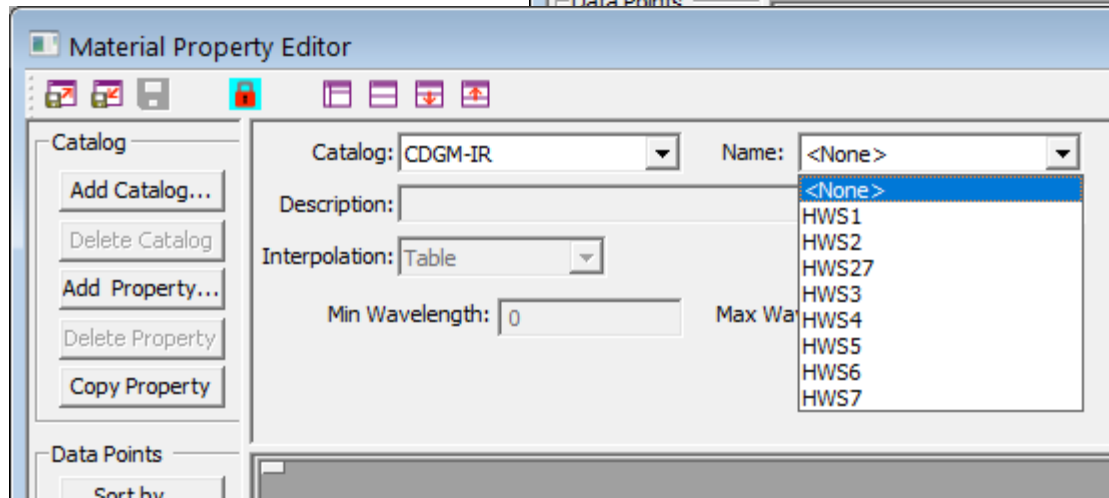 Data Points
Material Property Editor
Catalog
Add Catalog...
Delete Catalog
Add Property...
Delete Property
Copy Property
Data Points
Catalog: CDGM-IR Name: <None>
Description:
Interpolation: Table
Min Wavelength: 0 Max
<None>
HWS1
HWS2
HWS27
HWS3
HWS4
HWS5
HWS6
HWS7
Sort by